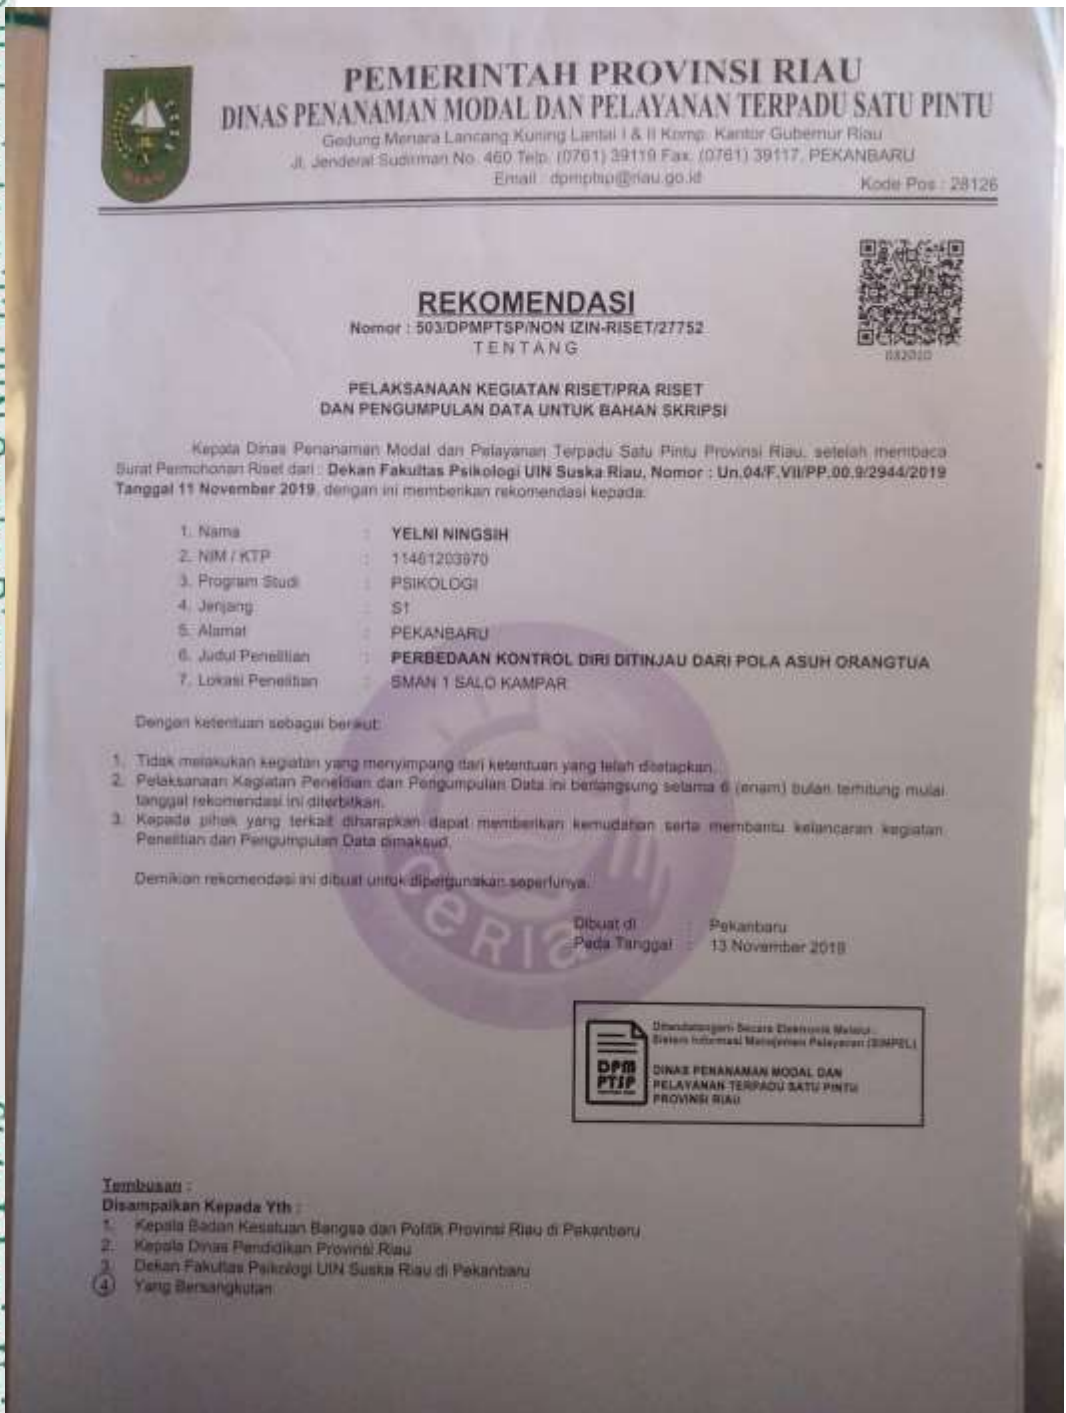 PEMERINTAH PROVINSI RIAU
DINAS PENANAMAN MODAL DAN PELAYANAN TERPADU SATU PINTU
Gedung Menara Lancang Kuning Lantai I & II Komp. Kantor Gubernur Riau
Jl. Jenderal Sudirman No. 460 Telp. (0761) 39119 Fax. (0761) 39117, PEKANBARU
Email : dpmptsp@riau.go.id
Kode Pos : 28126
RIAU
082010
REKOMENDASI
Nomor : 503/DPMPTSP/NON IZIN-RISET/27752
TENTANG
PELAKSANAAN KEGIATAN RISET/PRA RISET
DAN PENGUMPULAN DATA UNTUK BAHAN SKRIPSI
Kepala Dinas Penanaman Modal dan Pelayanan Terpadu Satu Pintu Provinsi Riau, setelah membaca
Surat Permohonan Riset dari : Dekan Fakultas Psikologi UIN Suska Riau, Nomor : Un.04/F.VII/PP.00.9/2944/2019
Tanggal 11 November 2019, dengan ini memberikan rekomendasi kepada:
1. Nama : YELNI NINGSIH
2. NIM / KTP : 11461203970
3. Program Studi : PSIKOLOGI
4. Jenjang : S1
5. Alamat : PEKANBARU
6. Judul Penelitian : PERBEDAAN KONTROL DIRI DITINJAU DARI POLA ASUH ORANGTUA
7. Lokasi Penelitian : SMAN 1 SALO KAMPAR
Dengan ketentuan sebagai berikut:
1. Tidak melakukan kegiatan yang menyimpang dari ketentuan yang telah ditetapkan.
2. Pelaksanaan Kegiatan Penelitian dan Pengumpulan Data ini berlangsung selama 6 (enam) bulan terhitung mulai
tanggal rekomendasi ini diterbitkan.
3. Kepada pihak yang terkait diharapkan dapat memberikan kemudahan serta membantu kelancaran kegiatan
Penelitian dan Pengumpulan Data dimaksud.
Demikian rekomendasi ini dibuat untuk dipergunakan seperlunya.
ceRIa
Dibuat di : Pekanbaru
Pada Tanggal : 13 November 2019
Ditandatangani Secara Elektronik Melalui :
Sistem Informasi Manajemen Pelayanan (SIMPEL)
DPM
PTSP
DINAS PENANAMAN MODAL DAN
PELAYANAN TERPADU SATU PINTU
PROVINSI RIAU
Tembusan :
Disampaikan Kepada Yth :
1. Kepala Badan Kesatuan Bangsa dan Politik Provinsi Riau di Pekanbaru
2. Kepala Dinas Pendidikan Provinsi Riau
3. Dekan Fakultas Psikologi UIN Suska Riau di Pekanbaru
4 Yang Bersangkutan